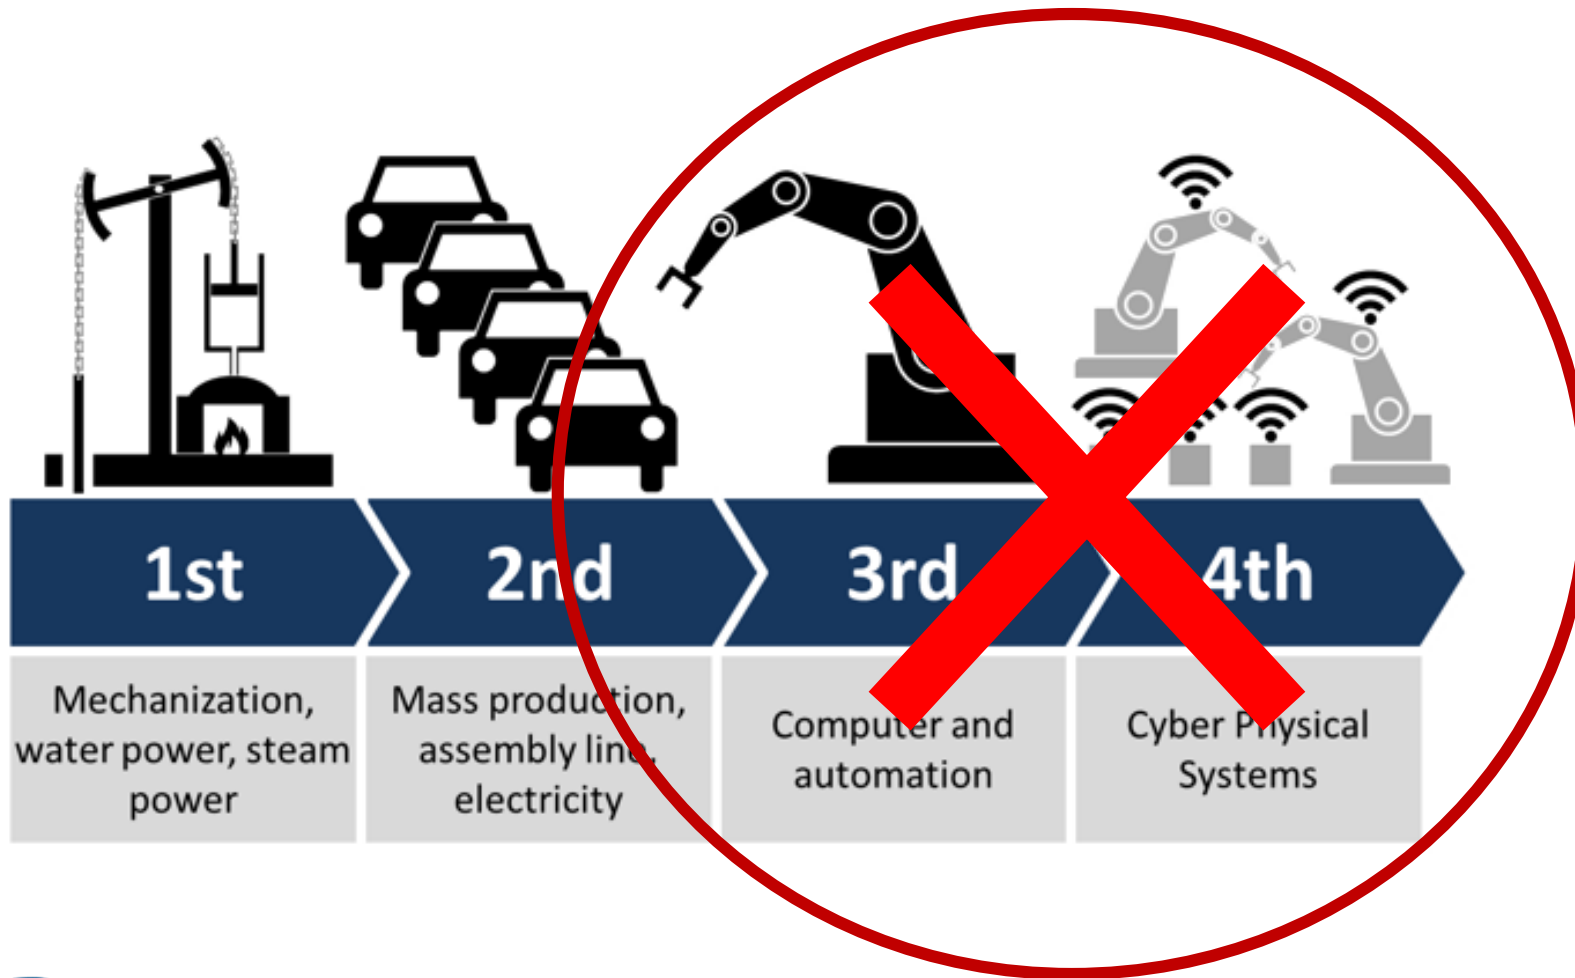 1st
2nd
3rd
4th
Mechanization,
water power, steam
power
Mass production,
assembly line,
electricity
Computer and
automation
Cyber Physical
Systems